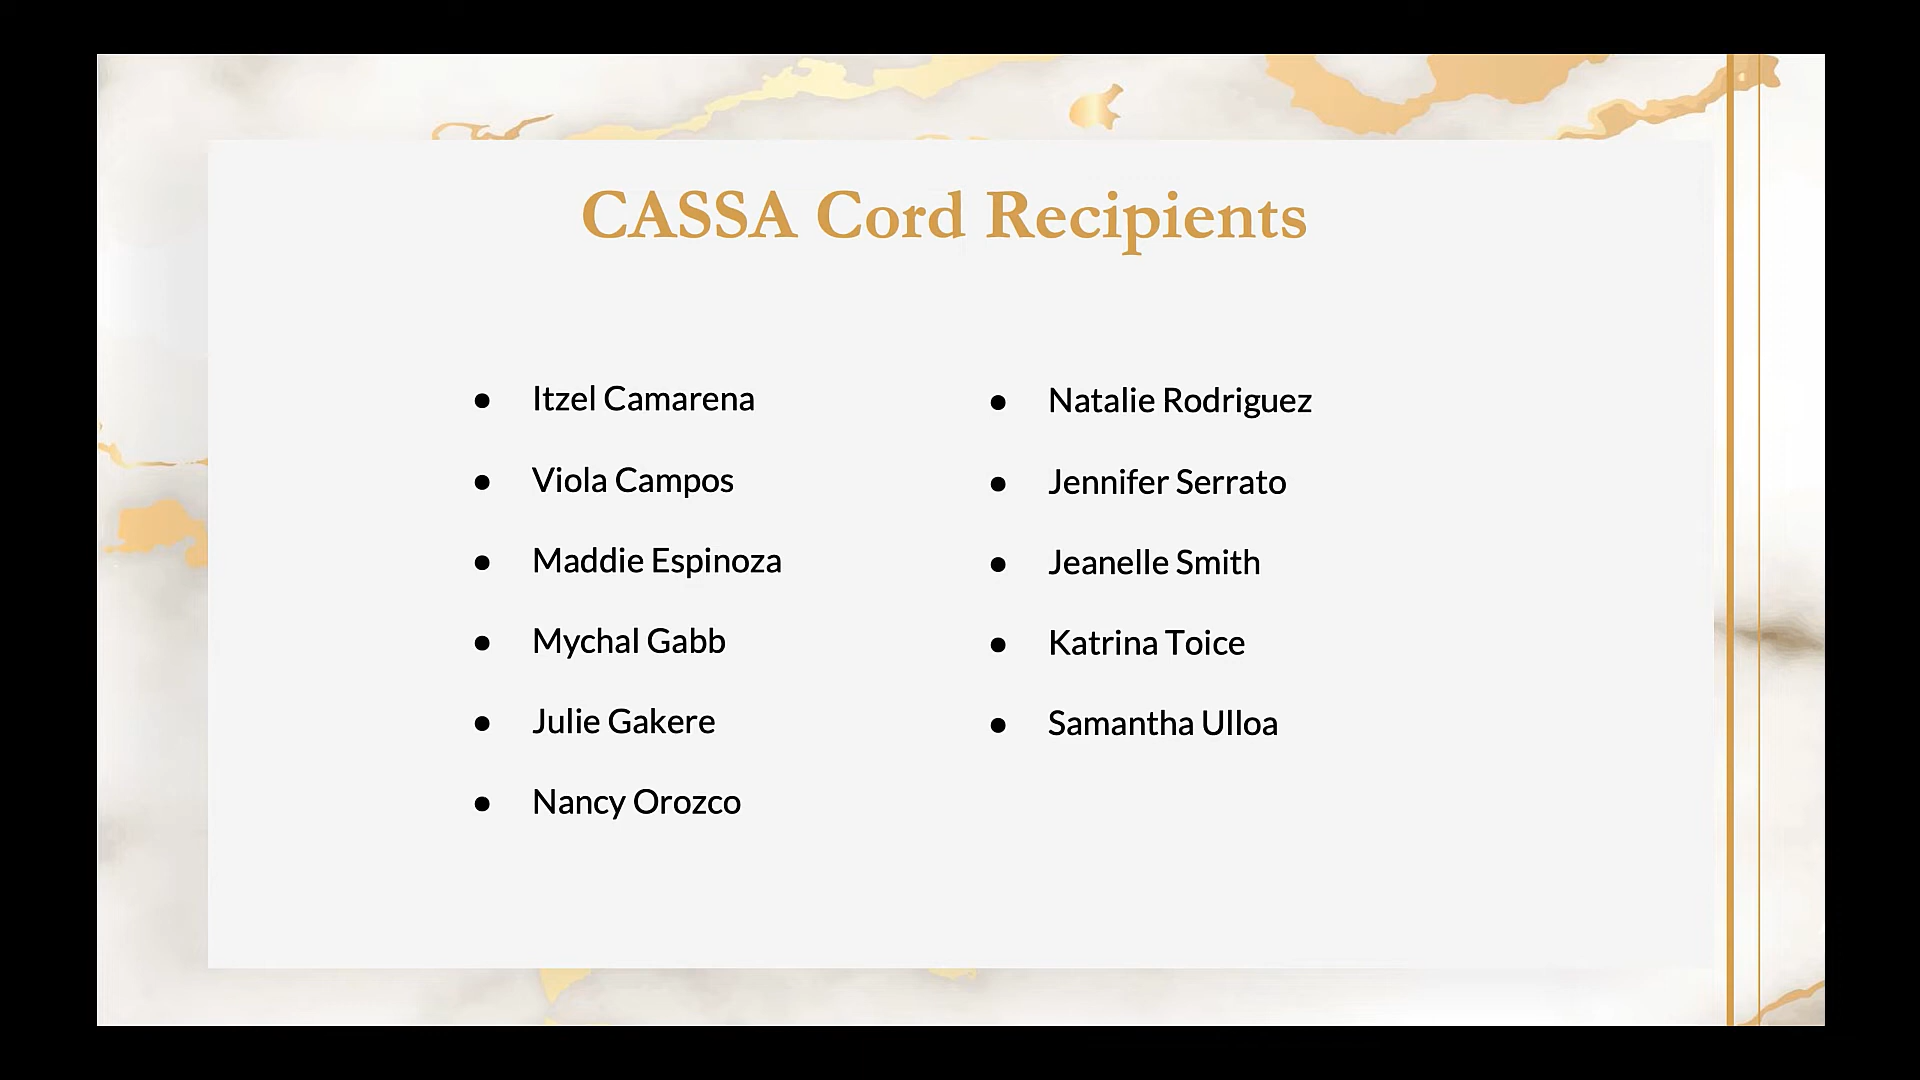 CASSA Cord Recipients
● Itzel Camarena
● Viola Campos
● Maddie Espinoza
● Mychal Gabb
● Julie Gakere
● Nancy Orozco
● Natalie Rodriguez
● Jennifer Serrato
● Jeanelle Smith
● Katrina Toice
● Samantha Ulloa